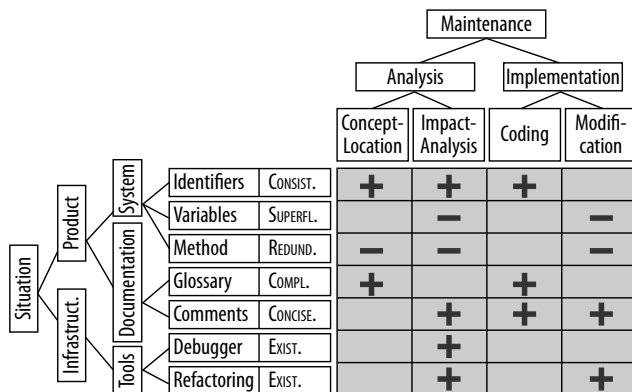 Maintenance
Analysis
Implementation
Concept-
Location
Impact-
Analysis
Coding
Modifi-
cation
Situation
Product
Infrastruct.
System
Documentation
Tools
Identifiers CONSIST. + + +
Variables SUPERFL. − −
Method REDUND. − − −
Glossary COMPL. + +
Comments CONCISE. + + +
Debugger EXIST. +
Refactoring EXIST. + +